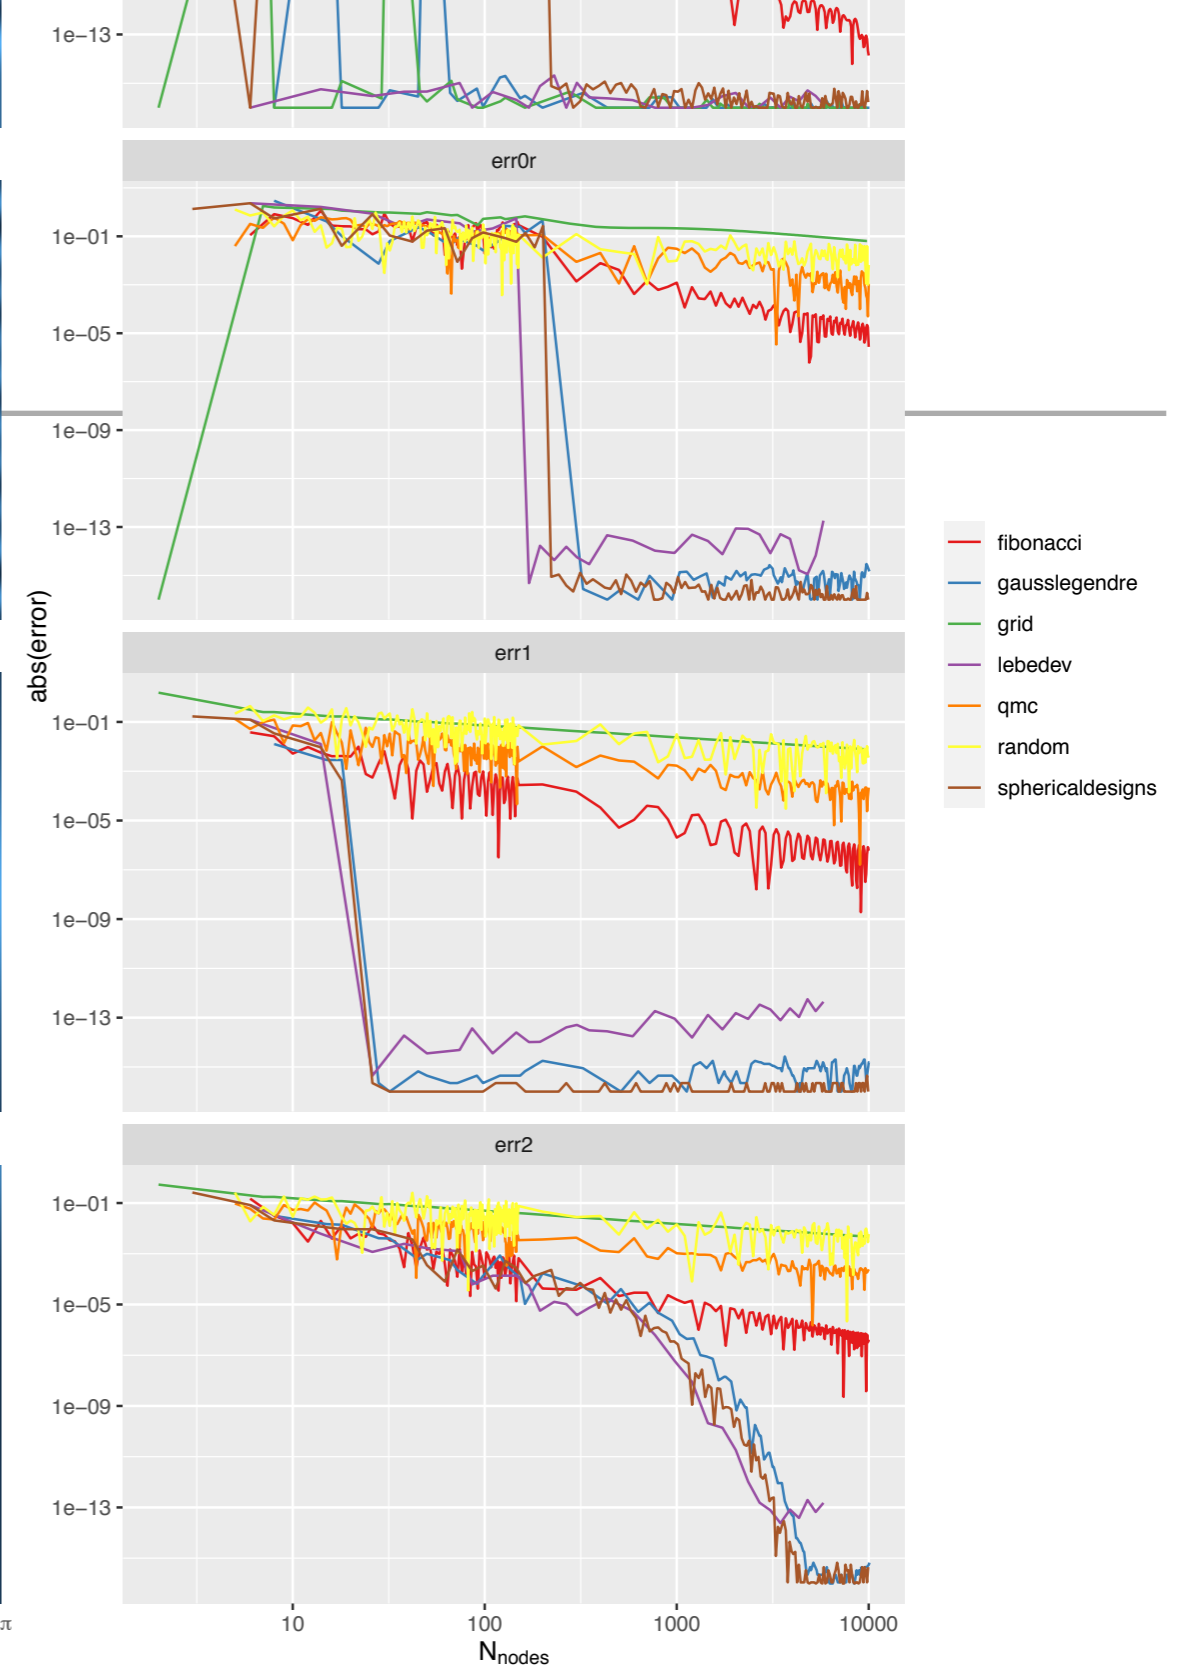 1e−13
err0r
1e−01
1e−05
1e−09
1e−13
err1
1e−01
1e−05
1e−09
1e−13
err2
1e−01
1e−05
1e−09
1e−13
abs(error)
π
10
100
1000
10000
Nnodes
fibonacci
gausslegendre
grid
lebedev
qmc
random
sphericaldesigns